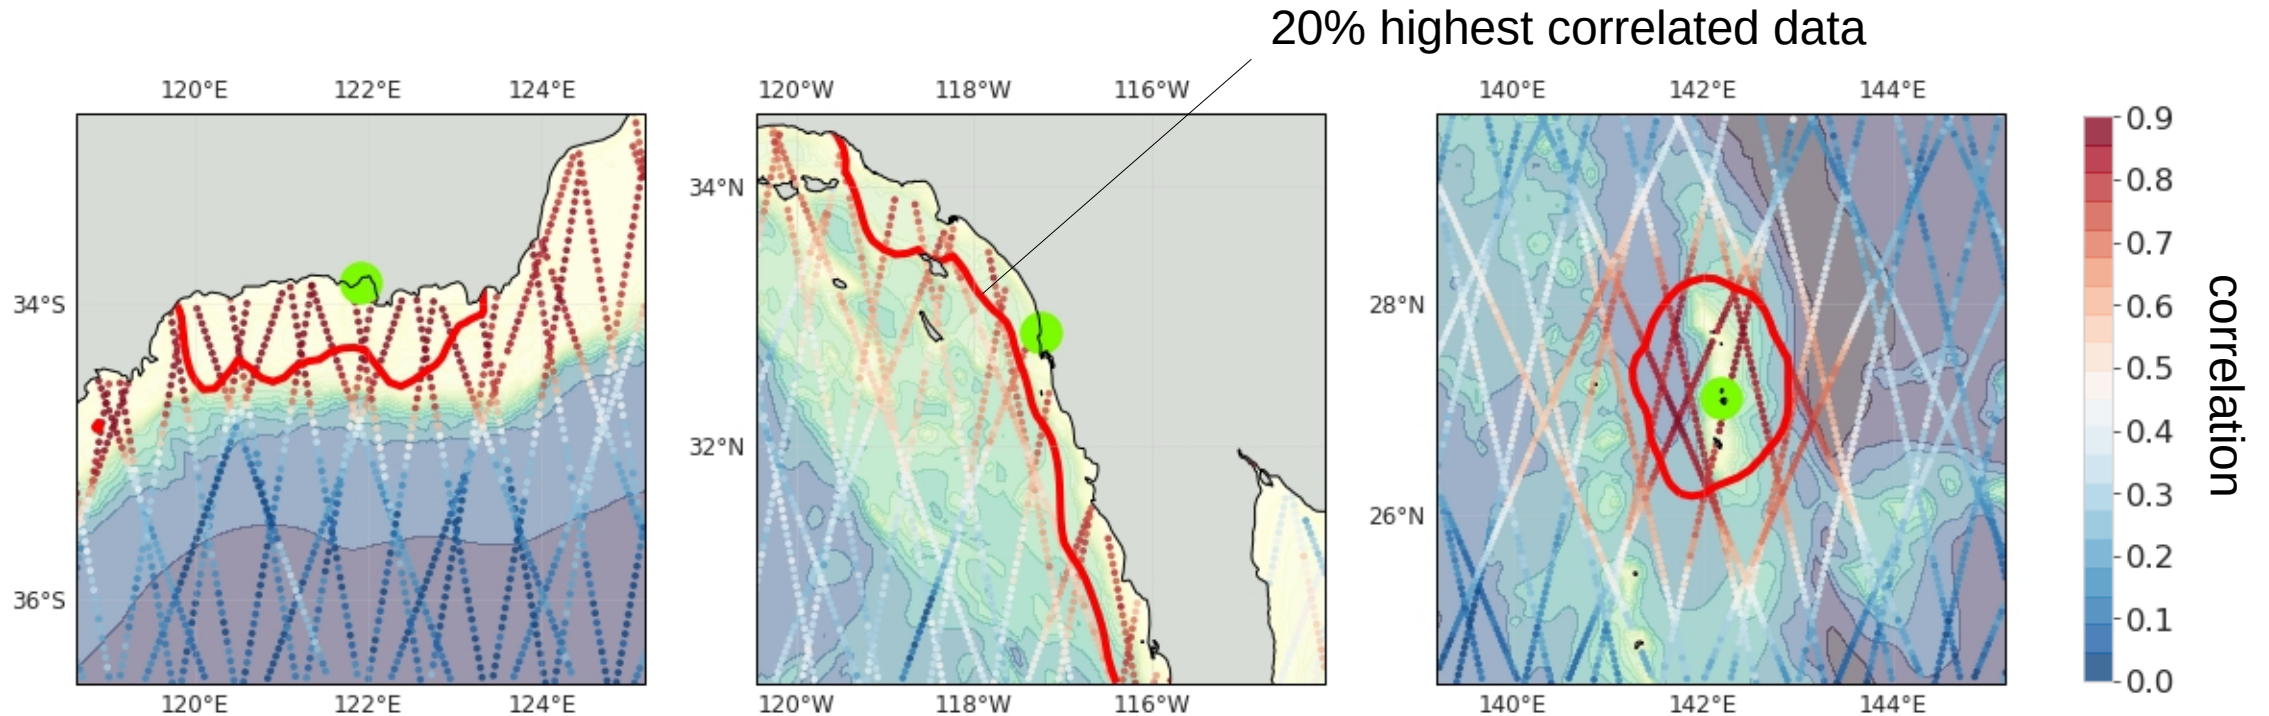 20% highest correlated data
120°E 122°E 124°E
120°W 118°W 116°W
140°E 142°E 144°E
34°S
36°S
34°N
32°N
28°N
26°N
120°E 122°E 124°E
120°W 118°W 116°W
140°E 142°E 144°E
0.9
0.8
0.7
0.6
0.5
0.4
0.3
0.2
0.1
0.0
correlation